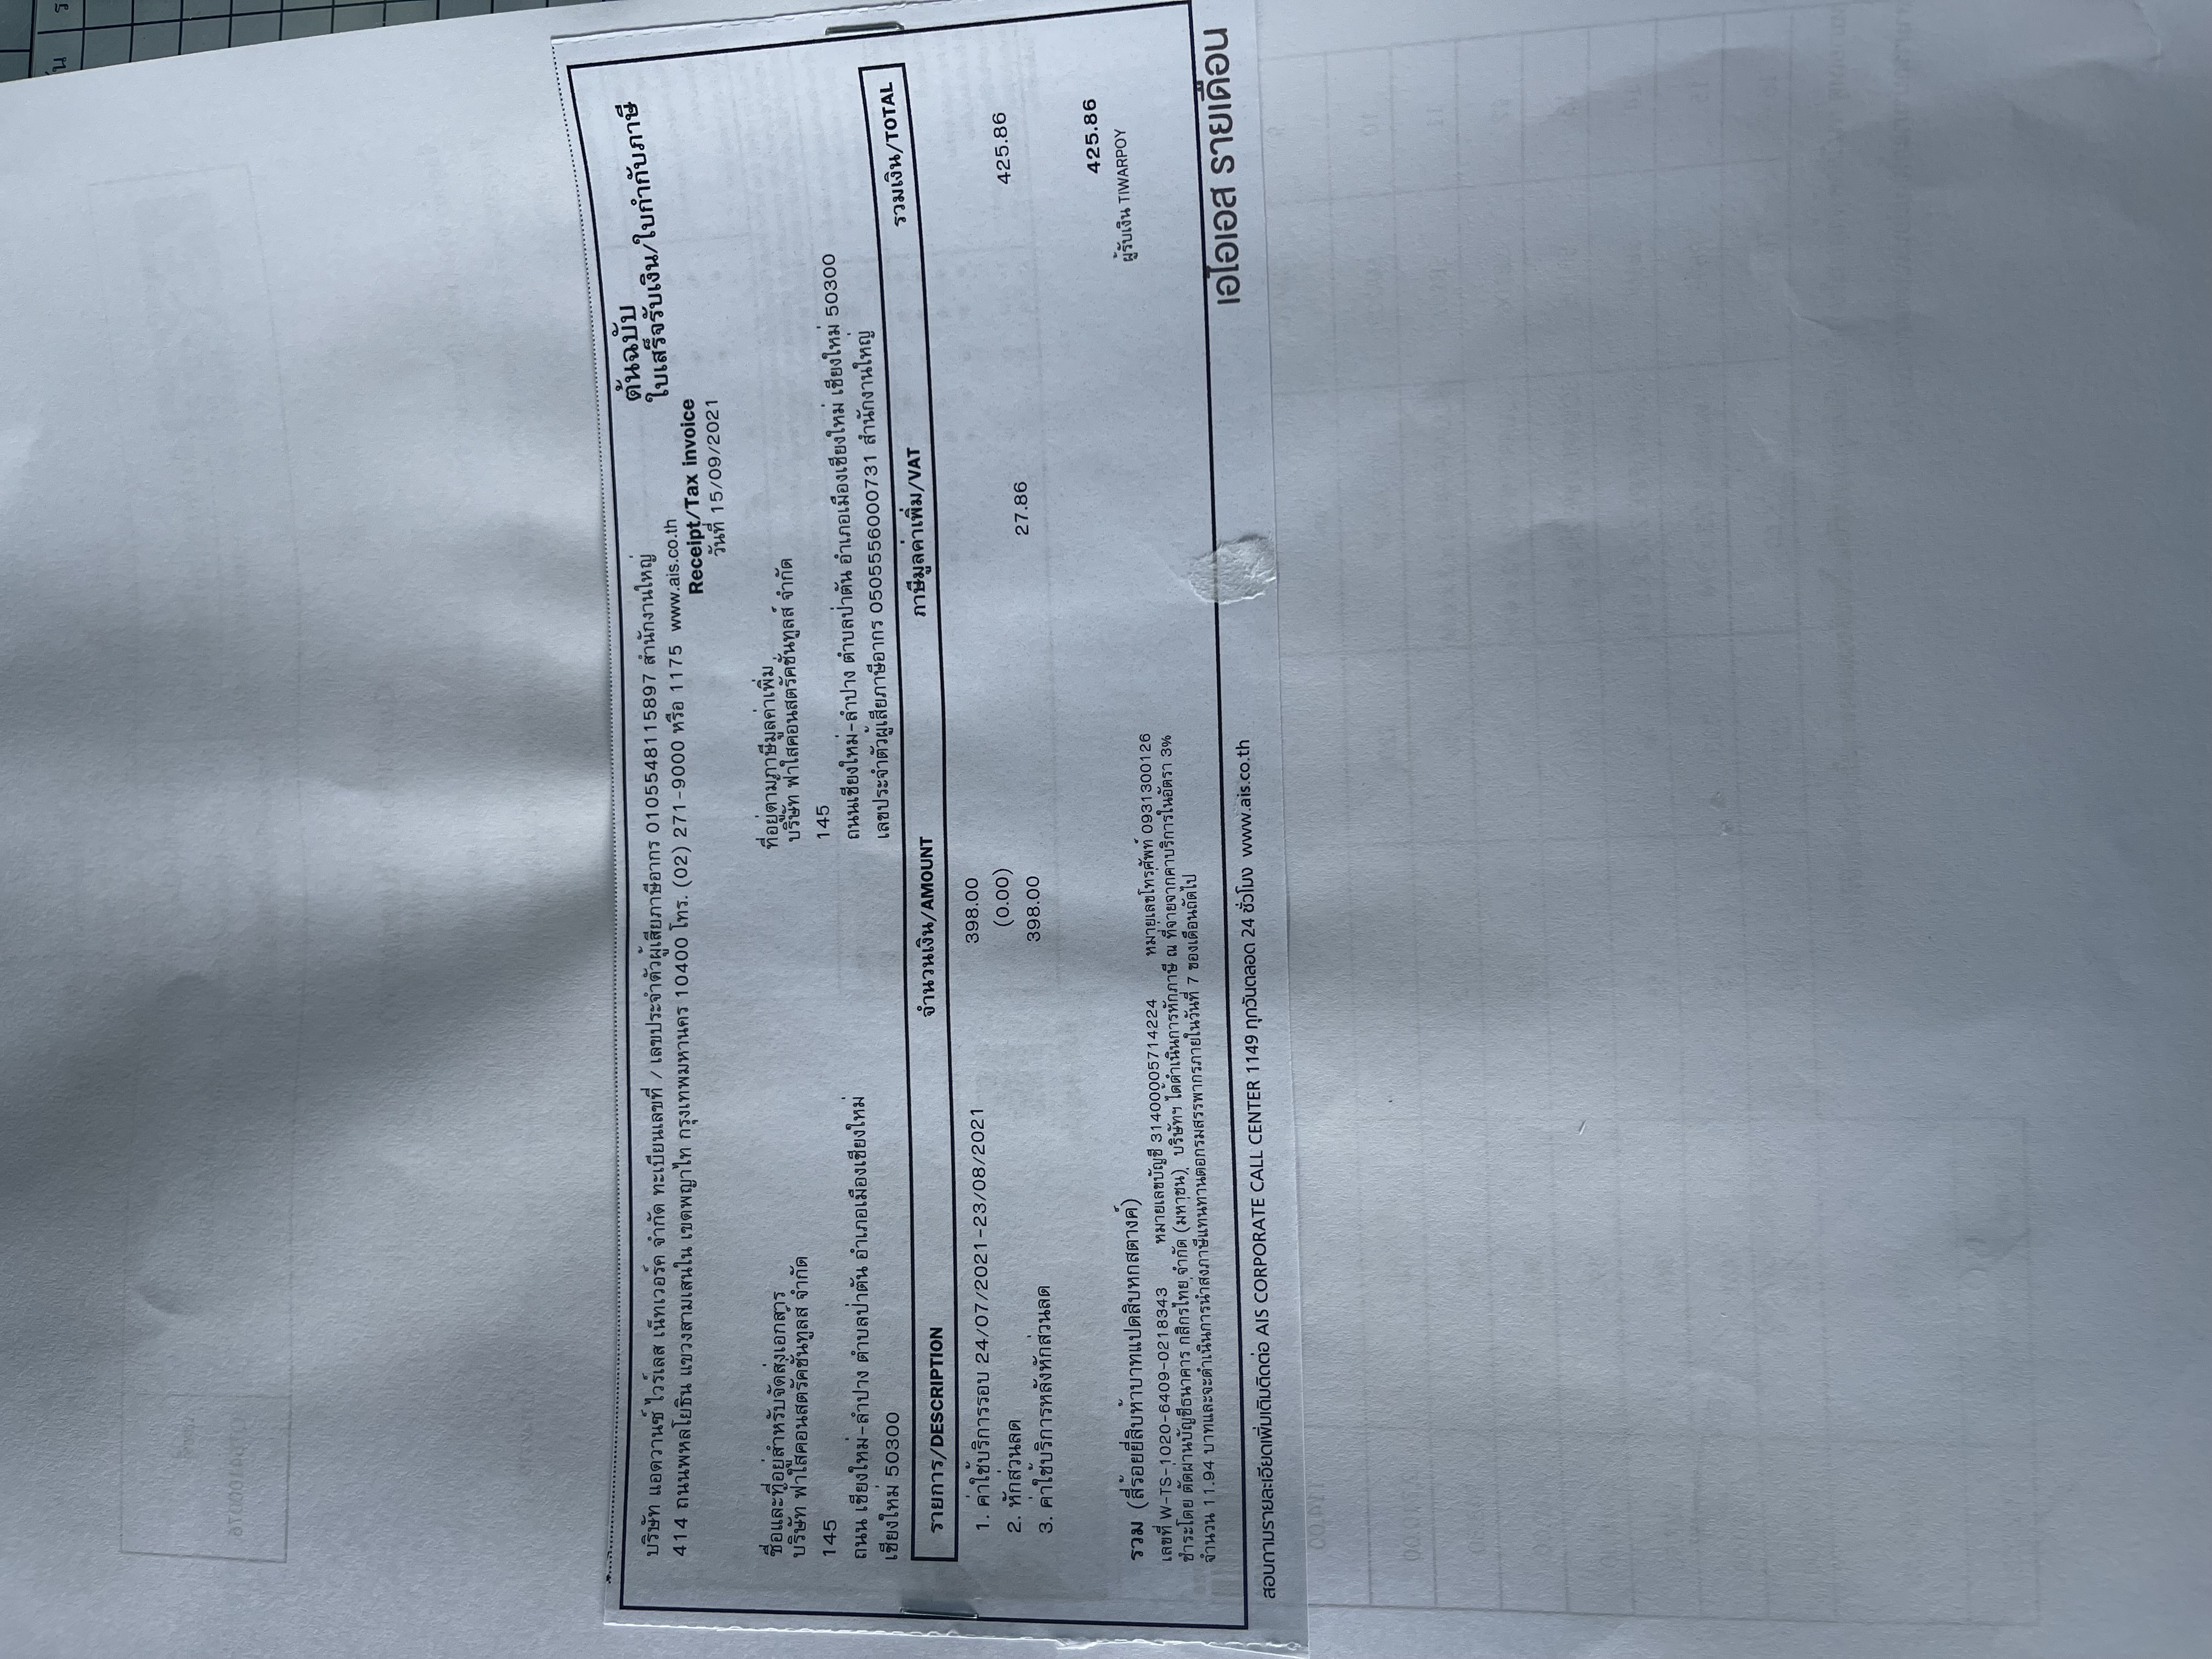 ต้นฉบับ
ใบเสร็จรับเงิน/ใบกำกับภาษี
บริษัท แอดวานซ์ ไวร์เลส เน็ทเวอร์ค จำกัด ทะเบียนเลขที่ / เลขประจำตัวผู้เสียภาษีอากร 0105548115897 สำนักงานใหญ่
414 ถนนพหลโยธิน แขวงสามเสนใน เขตพญาไท กรุงเทพมหานคร 10400 โทร. (02) 271-9000 หรือ 1175 www.ais.co.th
Receipt/Tax invoice
วันที่ 15/09/2021
ชื่อและที่อยู่สำหรับจัดส่งเอกสาร
บริษัท ฟ้าใสคอนสตรัคชั่นทูลส์ จำกัด
145
ถนน เชียงใหม่-ลำปาง ตำบลป่าตัน อำเภอเมืองเชียงใหม่
เชียงใหม่ 50300
ที่อยู่ตามภาษีมูลค่าเพิ่ม
บริษัท ฟ้าใสคอนสตรัคชั่นทูลส์ จำกัด
145
ถนนเชียงใหม่-ลำปาง ตำบลป่าตัน อำเภอเมืองเชียงใหม่ เชียงใหม่ 50300
เลขประจำตัวผู้เสียภาษีอากร 0505556000731 สำนักงานใหญ่
รายการ/DESCRIPTION จำนวนเงิน/AMOUNT ภาษีมูลค่าเพิ่ม/VAT รวมเงิน/TOTAL
1. ค่าใช้บริการรอบ 24/07/2021-23/08/2021 398.00
2. หักส่วนลด (0.00)
3. ค่าใช้บริการหลังหักส่วนลด 398.00 27.86 425.86
425.86
รวม (สี่ร้อยยี่สิบห้าบาทแปดสิบหกสตางค์)
ผู้รับเงิน TIWARPOY
เลขที่ W-TS-1020-6409-0218343 หมายเลขบัญชี 31400005714224 หมายเลขโทรศัพท์ 0931300126
ชำระโดย ตัดผ่านบัญชีธนาคาร กสิกรไทย จำกัด (มหาชน) บริษัทฯ ได้ดำเนินการหักภาษี ณ ที่จ่ายจากค่าบริการในอัตรา 3%
จำนวน 11.94 บาทและจะดำเนินการนำส่งภาษีแทนท่านต่อกรมสรรพากรภายในวันที่ 7 ของเดือนถัดไป
เอไอเอส รายเดือน
สอบถามรายละเอียดเพิ่มเติมติดต่อ AIS CORPORATE CALL CENTER 1149 ทุกวันตลอด 24 ชั่วโมง www.ais.co.th